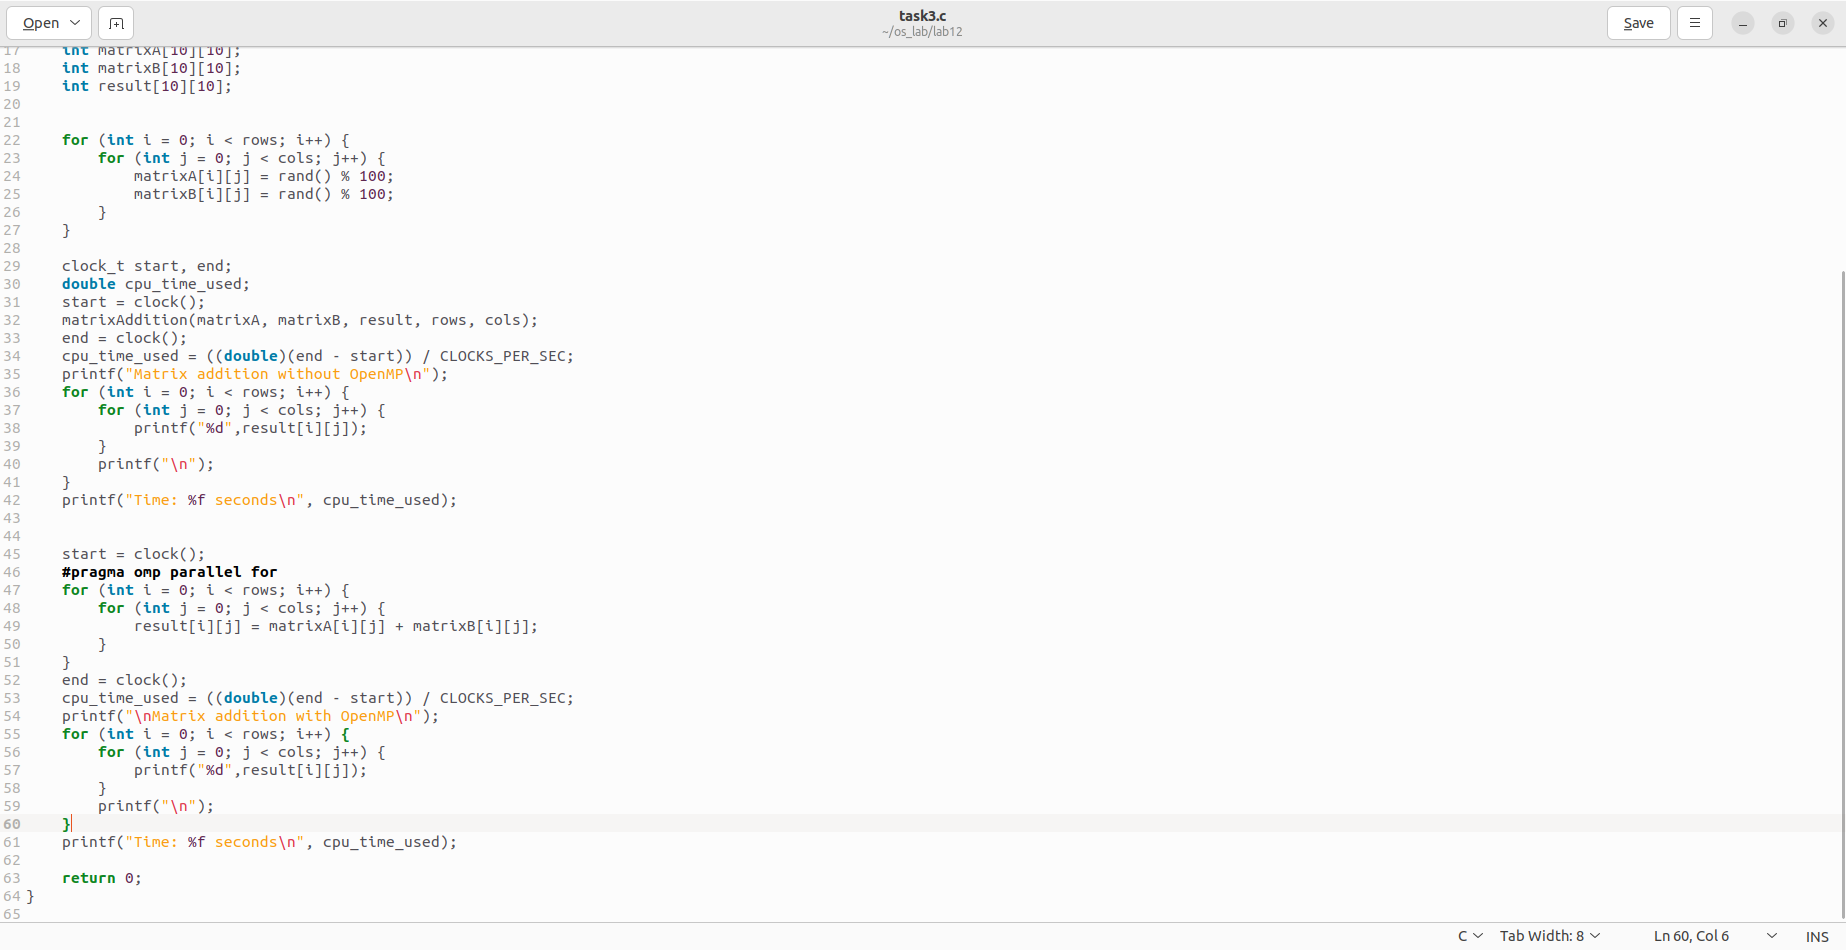 Open
task3.c
~/os_lab/lab12
Save
17     int matrixA[10][10];
18     int matrixB[10][10];
19     int result[10][10];
20
21
22     for (int i = 0; i < rows; i++) {
23         for (int j = 0; j < cols; j++) {
24             matrixA[i][j] = rand() % 100;
25             matrixB[i][j] = rand() % 100;
26         }
27     }
28
29     clock_t start, end;
30     double cpu_time_used;
31     start = clock();
32     matrixAddition(matrixA, matrixB, result, rows, cols);
33     end = clock();
34     cpu_time_used = ((double)(end - start)) / CLOCKS_PER_SEC;
35     printf("Matrix addition without OpenMP\n");
36     for (int i = 0; i < rows; i++) {
37         for (int j = 0; j < cols; j++) {
38             printf("%d",result[i][j]);
39         }
40         printf("\n");
41     }
42     printf("Time: %f seconds\n", cpu_time_used);
43
44
45     start = clock();
46     #pragma omp parallel for
47     for (int i = 0; i < rows; i++) {
48         for (int j = 0; j < cols; j++) {
49             result[i][j] = matrixA[i][j] + matrixB[i][j];
50         }
51     }
52     end = clock();
53     cpu_time_used = ((double)(end - start)) / CLOCKS_PER_SEC;
54     printf("\nMatrix addition with OpenMP\n");
55     for (int i = 0; i < rows; i++) {
56         for (int j = 0; j < cols; j++) {
57             printf("%d",result[i][j]);
58         }
59         printf("\n");
60     }
61     printf("Time: %f seconds\n", cpu_time_used);
62
63     return 0;
64 }
65
C Tab Width: 8 Ln 60, Col 6 INS